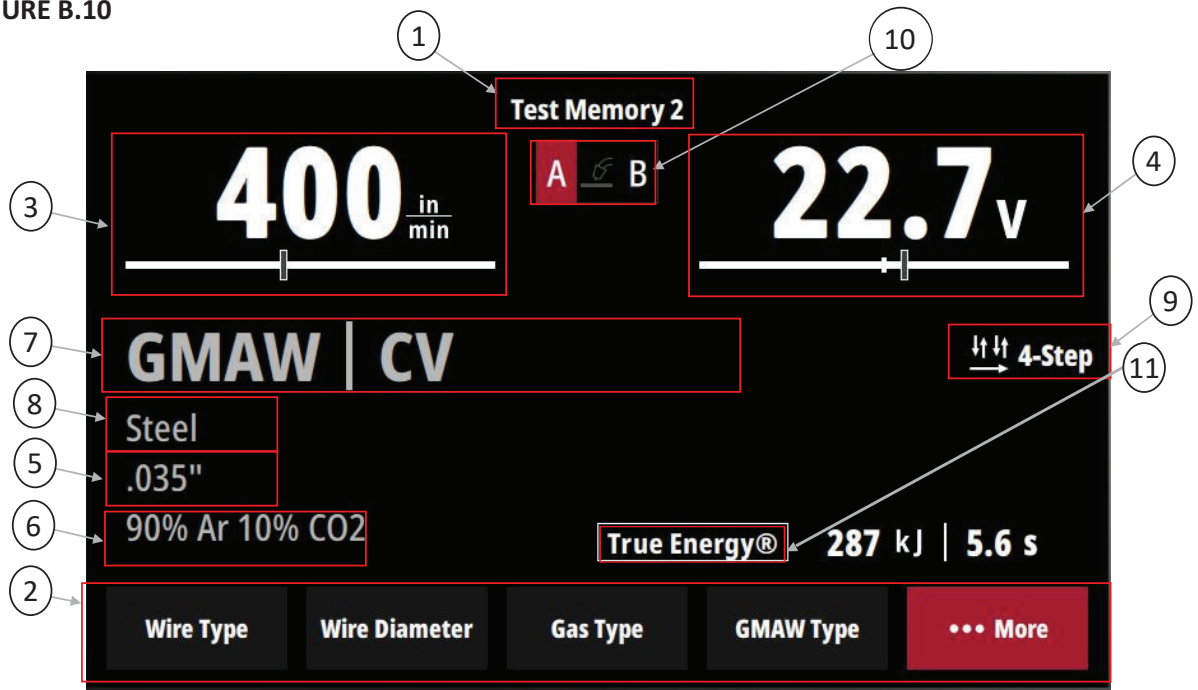 URE B.10
1
10
Test Memory 2
3
400 in/min
A B
22.7 V
4
9
7
GMAW | CV
4-Step
11
8
Steel
5
.035"
6
90% Ar 10% CO2
True Energy® 287 kJ | 5.6 s
2
Wire Type Wire Diameter Gas Type GMAW Type ••• More